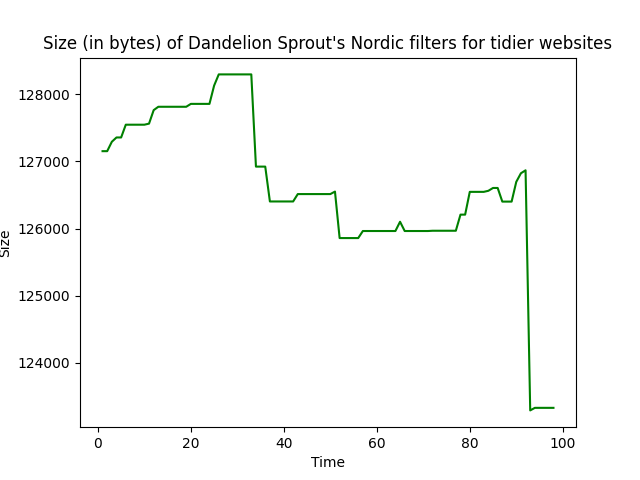 Size (in bytes) of Dandelion Sprout's Nordic filters for tidier websites
128000
127000
126000
125000
124000
Size
0 20 40 60 80 100
Time